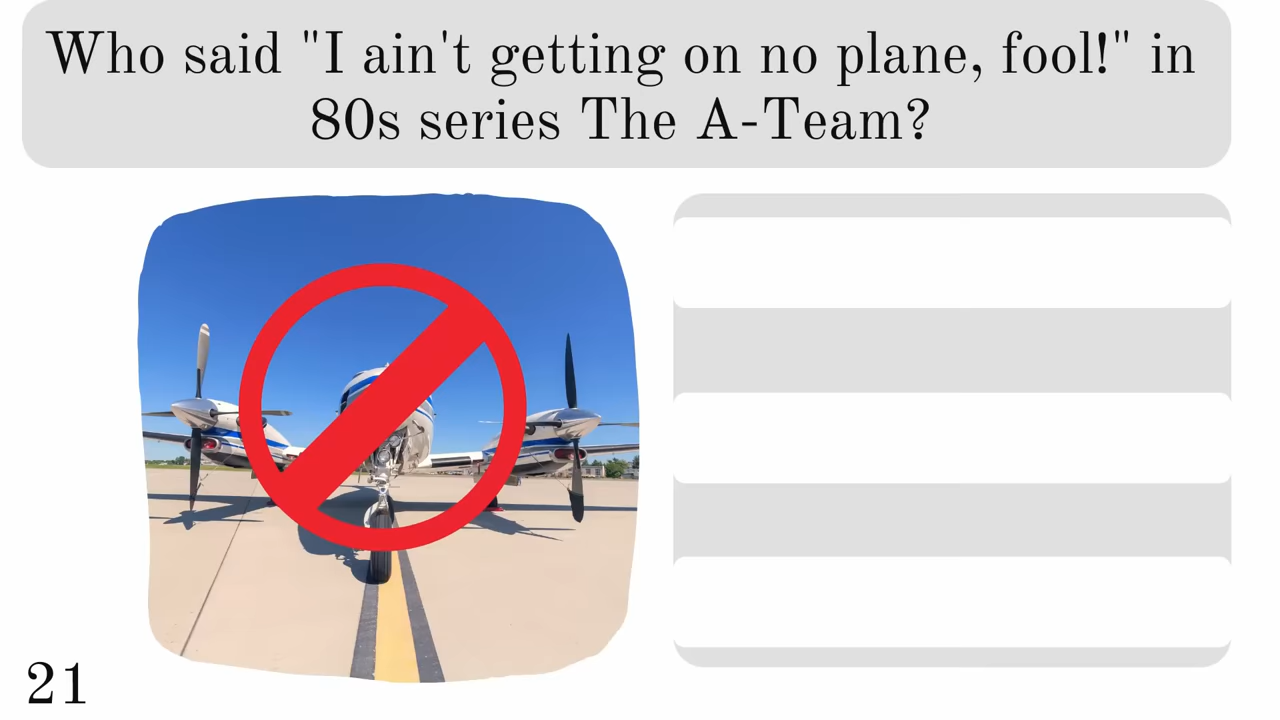 Who said "I ain't getting on no plane, fool!" in
80s series The A-Team?
21